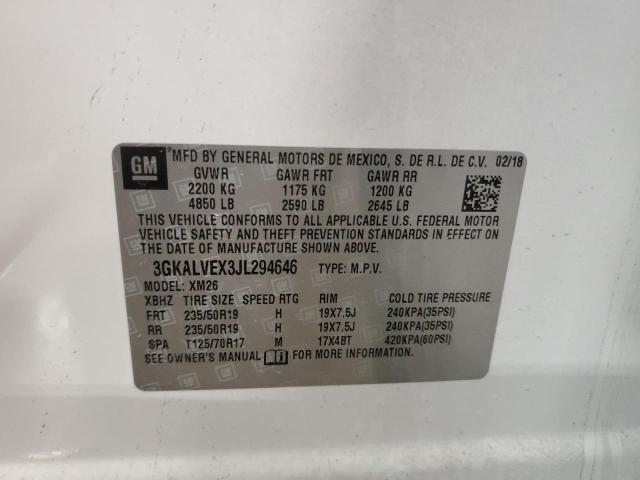 GM MFD BY GENERAL MOTORS DE MEXICO, S. DE R.L. DE C.V. 02/18
GVWR GAWR FRT GAWR RR
2200 KG 1175 KG 1200 KG
4850 LB 2590 LB 2645 LB
THIS VEHICLE CONFORMS TO ALL APPLICABLE U.S. FEDERAL MOTOR
VEHICLE SAFETY AND THEFT PREVENTION STANDARDS IN EFFECT ON
THE DATE OF MANUFACTURE SHOWN ABOVE.
3GKALVEX3JL294646 TYPE: M.P.V.
MODEL: XM26
XBHZ TIRE SIZE SPEED RTG RIM COLD TIRE PRESSURE
FRT 235/50R19 H 19X7.5J 240KPA(35PSI)
RR 235/50R19 H 19X7.5J 240KPA(35PSI)
SPA T125/70R17 M 17X4BT 420KPA(60PSI)
SEE OWNER'S MANUAL FOR MORE INFORMATION.